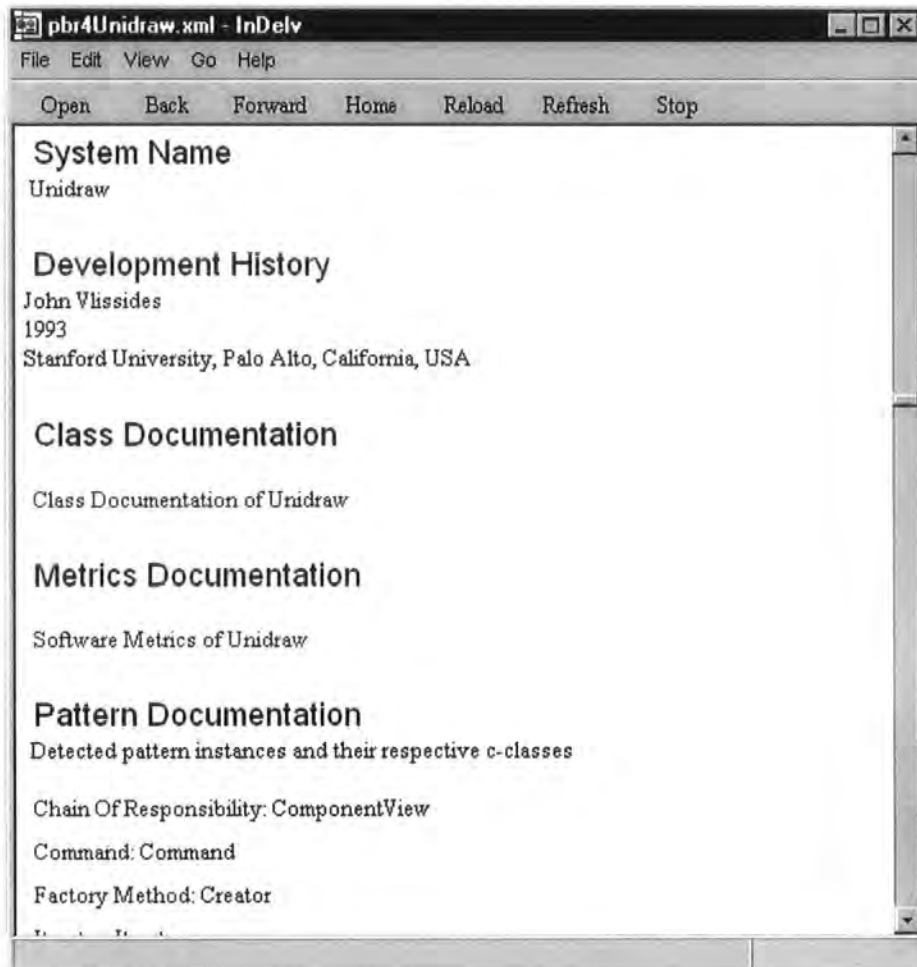 pbr4Unidraw.xml - InDelv
File Edit View Go Help
Open Back Forward Home Reload Refresh Stop
System Name
Unidraw
Development History
John Vlissides
1993
Stanford University, Palo Alto, California, USA
Class Documentation
Class Documentation of Unidraw
Metrics Documentation
Software Metrics of Unidraw
Pattern Documentation
Detected pattern instances and their respective c-classes
Chain Of Responsibility: ComponentView
Command: Command
Factory Method: Creator